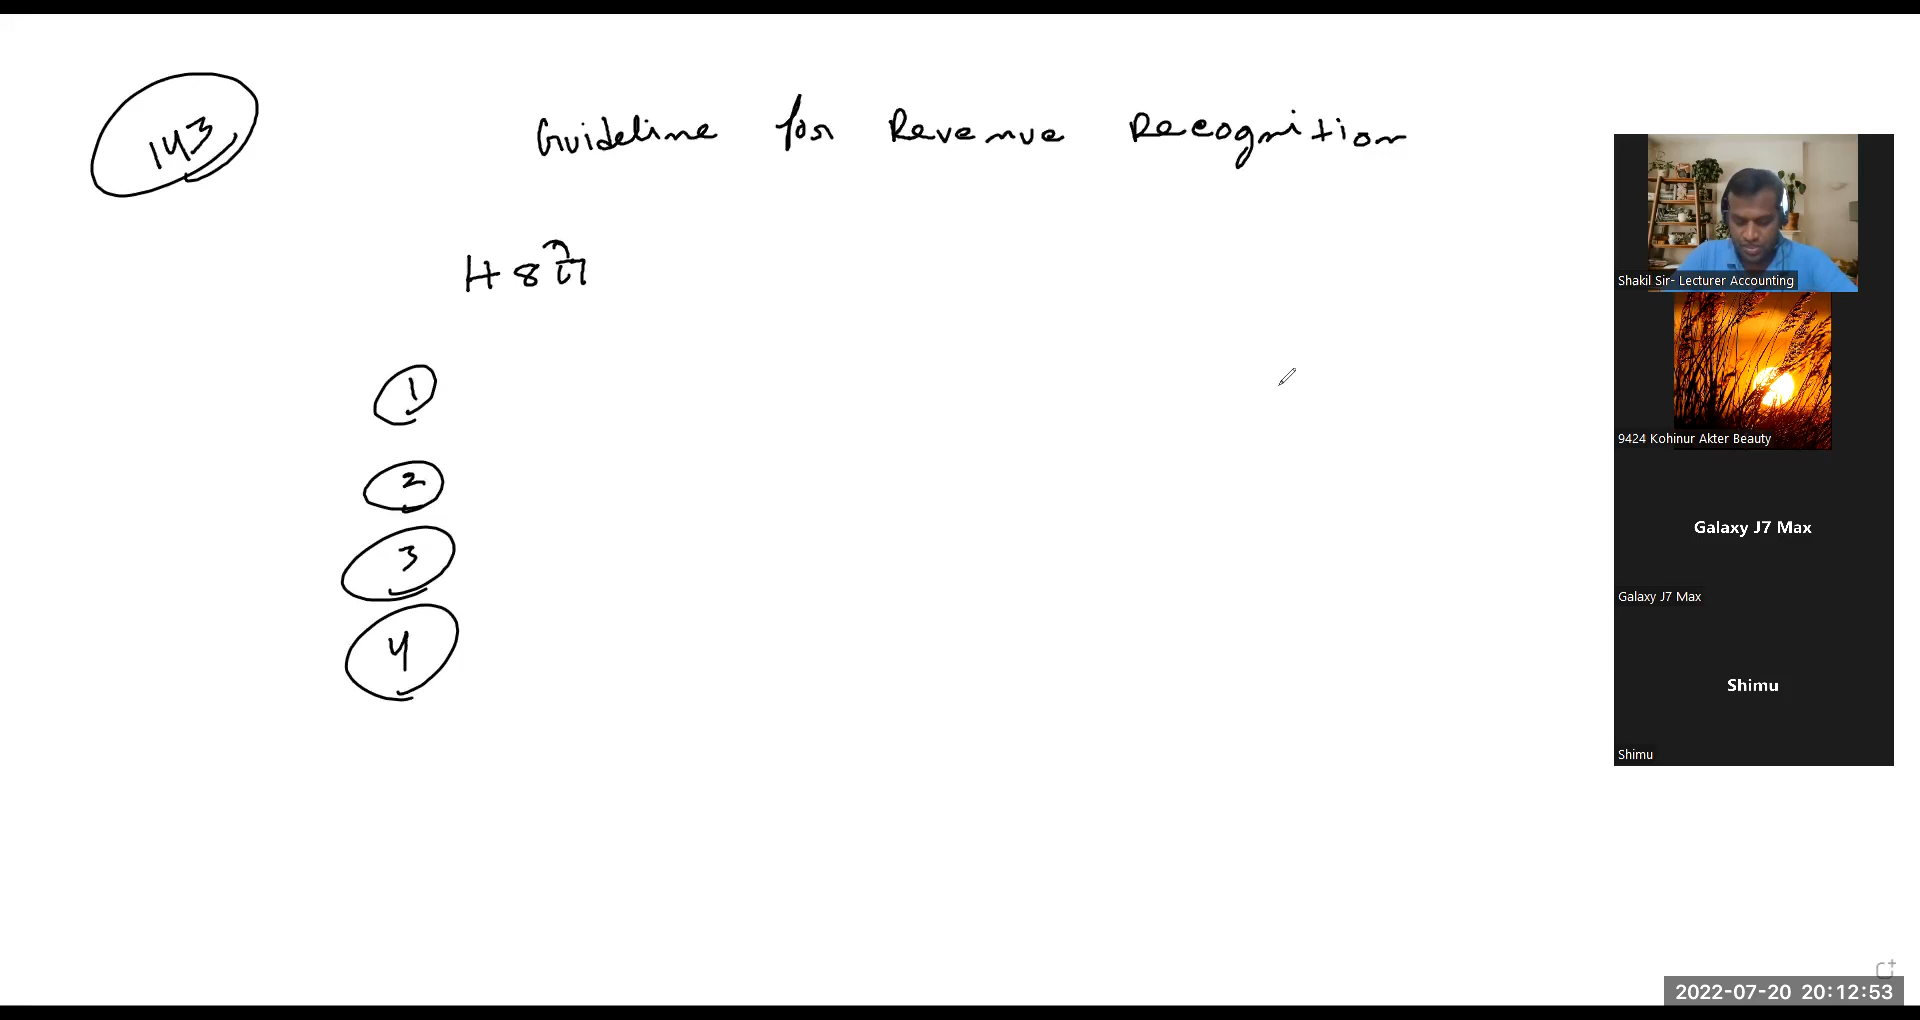 143
Guideline for Revenue Recognition
H ৪টি
1
2
3
4
Shakil Sir- Lecturer Accounting
9424 Kohinur Akter Beauty
Galaxy J7 Max
Galaxy J7 Max
Shimu
Shimu
2022-07-20 20:12:53